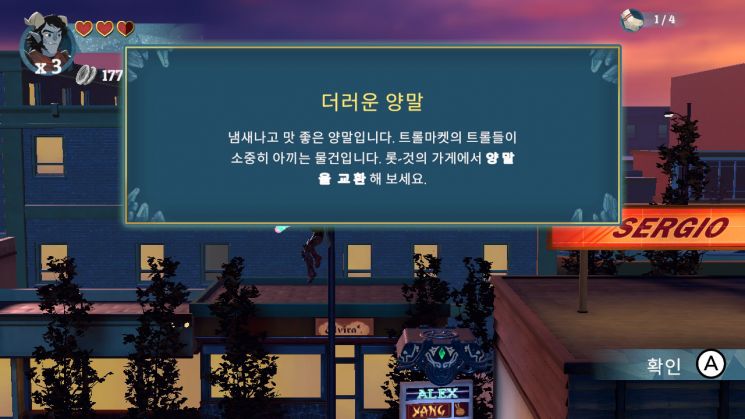 x 3
177
1/4
더러운 양말
냄새나고 맛 좋은 양말입니다. 트롤마켓의 트롤들이
소중히 아끼는 물건입니다. 롯-것의 가게에서 양말
을 교환해 보세요.
SERGIO
Elvira's
ALEX
YANG
확인 A